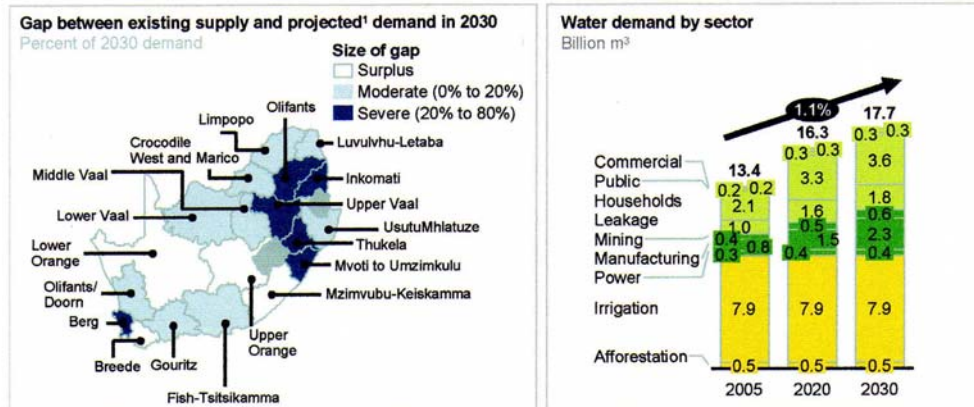 Gap between existing supply and projected¹ demand in 2030
Percent of 2030 demand
Size of gap
Surplus
Moderate (0% to 20%)
Severe (20% to 80%)
Olifants
Limpopo
Luvulvhu-Letaba
Crocodile
West and Marico
Middle Vaal
Inkomati
Upper Vaal
Lower Vaal
UsutuMhlatuze
Thukela
Lower
Orange
Mvoti to Umzimkulu
Olifants/
Doorn
Mzimvubu-Keiskamma
Berg
Upper
Orange
Breede
Gouritz
Fish-Tsitsikamma
Water demand by sector
Billion m³
1.1%
17.7
16.3
13.4
Commercial
Public
Households
Leakage
Mining
Manufacturing
Power
Irrigation
Afforestation
0.2 0.2
2.1
1.0
0.4
0.8
0.3
7.9
0.5
2005
0.3 0.3
3.3
1.6
0.5
1.5
0.4
7.9
0.5
2020
0.3 0.3
3.6
1.8
0.6
2.3
0.4
7.9
0.5
2030